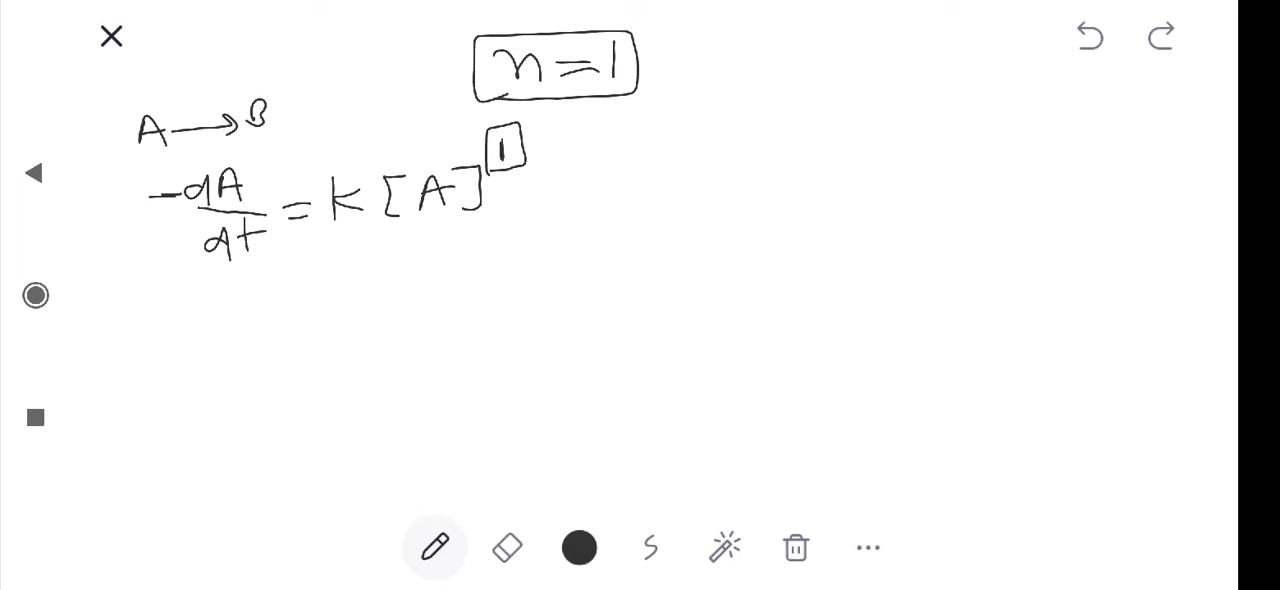 n=1
A→B
-dA/dt = K[A]^1